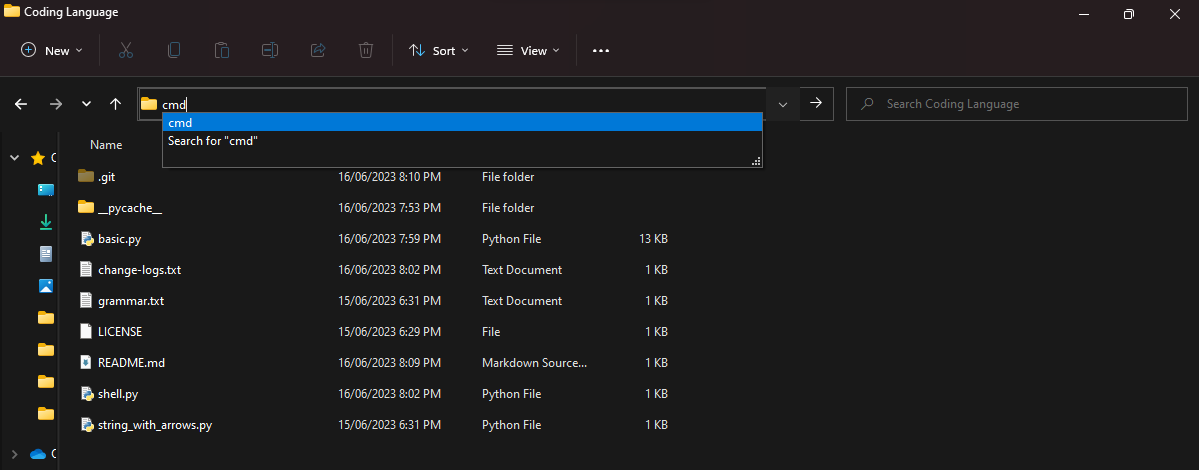 Coding Language
New Sort View
cmd Search Coding Language
cmd
Search for "cmd"
Name
.git 16/06/2023 8:10 PM File folder
__pycache__ 16/06/2023 7:53 PM File folder
basic.py 16/06/2023 7:59 PM Python File 13 KB
change-logs.txt 16/06/2023 8:02 PM Text Document 1 KB
grammar.txt 15/06/2023 6:31 PM Text Document 1 KB
LICENSE 15/06/2023 6:29 PM File 1 KB
README.md 16/06/2023 8:09 PM Markdown Source... 1 KB
shell.py 16/06/2023 8:02 PM Python File 1 KB
string_with_arrows.py 15/06/2023 6:31 PM Python File 1 KB